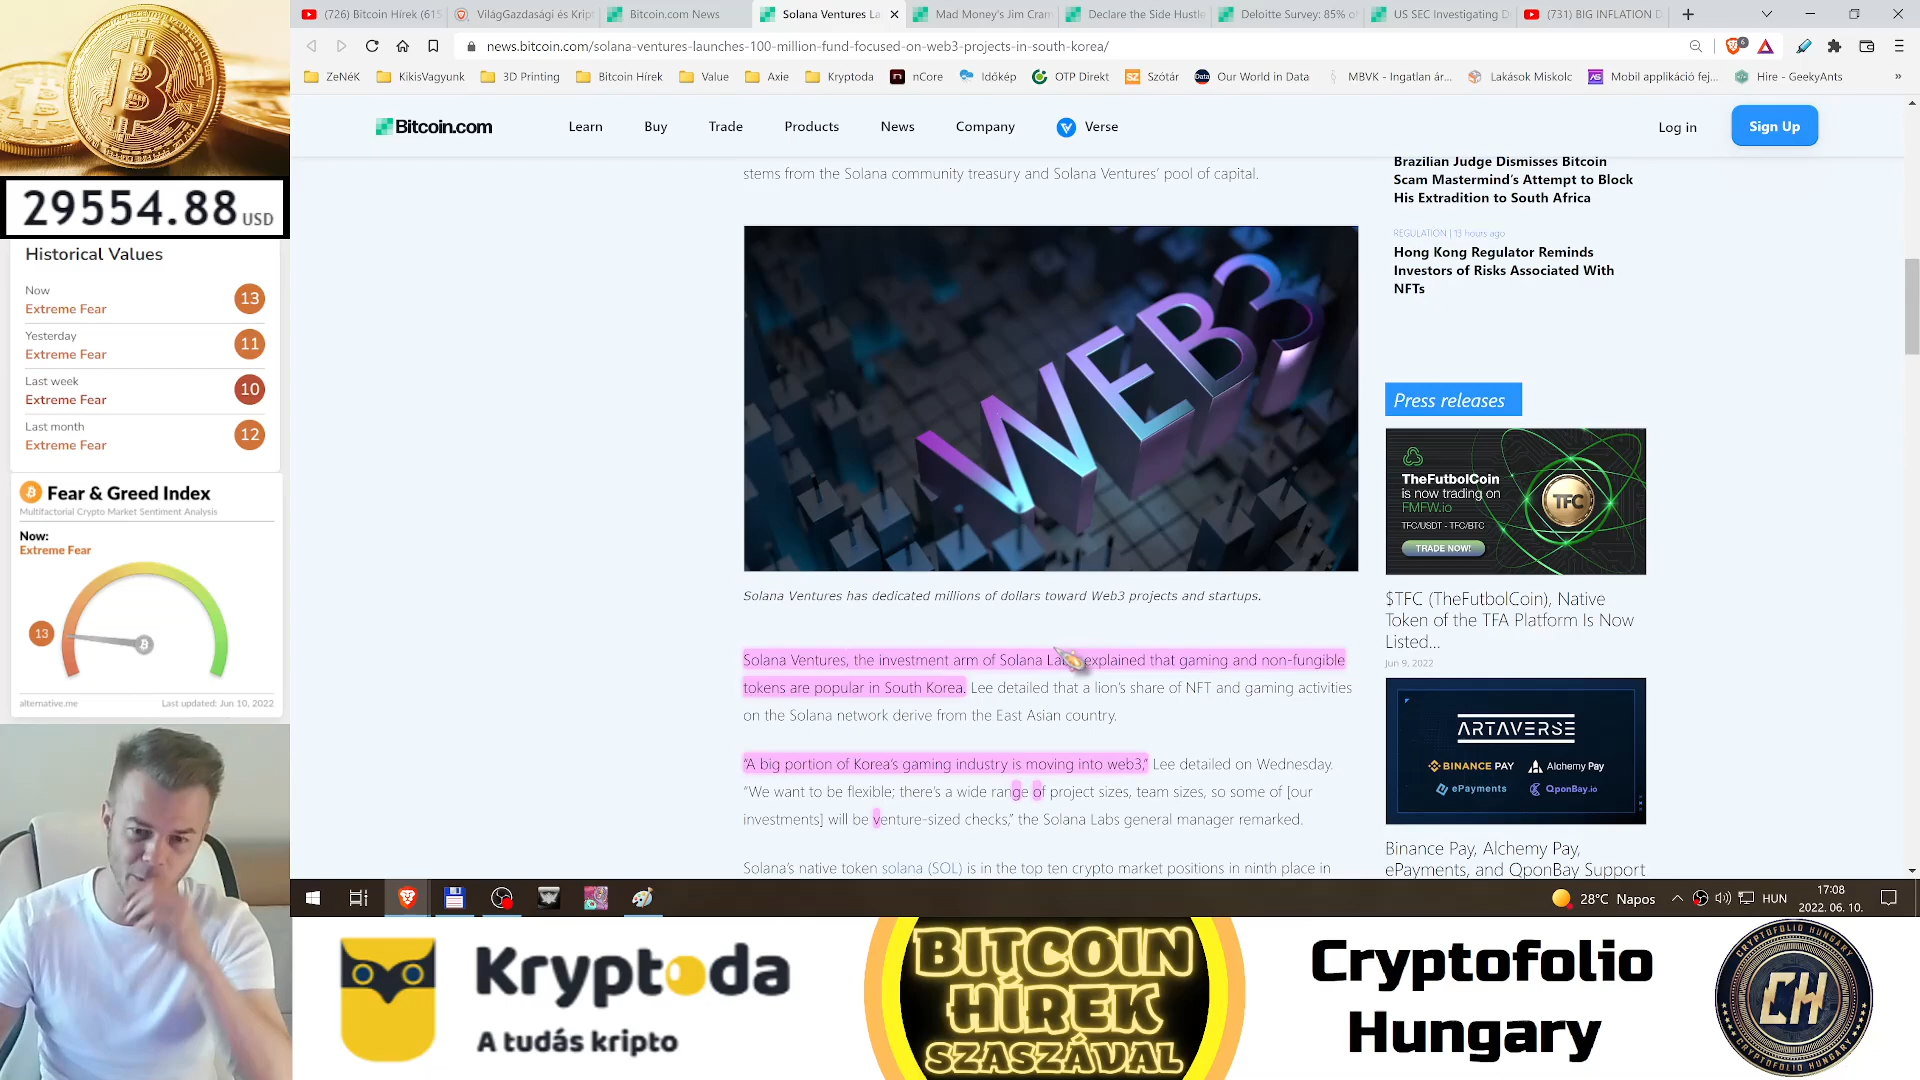 (726) Bitcoin Hírek (615
VilágGazdasági és Kript
Bitcoin.com News
Solana Ventures La
Mad Money's Jim Cram
Declare the Side Hustle
Deloitte Survey: 85% of
US SEC Investigating D
(731) BIG INFLATION D
news.bitcoin.com/solana-ventures-launches-100-million-fund-focused-on-web3-projects-in-south-korea/
6
ZeNéK
KikisVagyunk
3D Printing
Bitcoin Hírek
Value
Axie
Kryptoda
nCore
Időkép
OTP Direkt
SZ Szótár
Our World in Data
MBVK - Ingatlan ár...
Lakások Miskolc
Mobil applikáció fej...
Hire - GeekyAnts
»
Bitcoin.com
Learn
Buy
Trade
Products
News
Company
Verse
Log in
Sign Up
29554.88 USD
Historical Values
Now
Extreme Fear
13
Yesterday
Extreme Fear
11
Last week
Extreme Fear
10
Last month
Extreme Fear
12
Fear & Greed Index
Multifactorial Crypto Market Sentiment Analysis
Now:
Extreme Fear
13
alternative.me
Last updated: Jun 10, 2022
stems from the Solana community treasury and Solana Ventures' pool of capital.
WEB3
Solana Ventures has dedicated millions of dollars toward Web3 projects and startups.
Solana Ventures, the investment arm of Solana Labs explained that gaming and non-fungible
tokens are popular in South Korea. Lee detailed that a lion's share of NFT and gaming activities
on the Solana network derive from the East Asian country.
“A big portion of Korea's gaming industry is moving into web3,” Lee detailed on Wednesday.
“We want to be flexible; there's a wide range of project sizes, team sizes, so some of [our
investments] will be venture-sized checks,” the Solana Labs general manager remarked.
Solana's native token solana (SOL) is in the top ten crypto market positions in ninth place in
Brazilian Judge Dismisses Bitcoin
Scam Mastermind's Attempt to Block
His Extradition to South Africa
REGULATION | 13 hours ago
Hong Kong Regulator Reminds
Investors of Risks Associated With
NFTs
Press releases
TheFutbolCoin
is now trading on
FMFW.io
TFC/USDT - TFC/BTC
TRADE NOW!
TFC
$TFC (TheFutbolCoin), Native
Token of the TFA Platform Is Now
Listed...
Jun 9, 2022
ARTAVERSE
BINANCE PAY
Alchemy Pay
ePayments
QponBay.io
Binance Pay, Alchemy Pay,
ePayments, and QponBay Support
28°C Napos
HUN
17:08
2022. 06. 10.
Kryptoda
A tudás kripto
BITCOIN
HÍREK
SZASZÁVAL
Cryptofolio
Hungary
CRYPTOFOLIO HUNGARY
CH
CRYPTOFOLIO HUNGARY